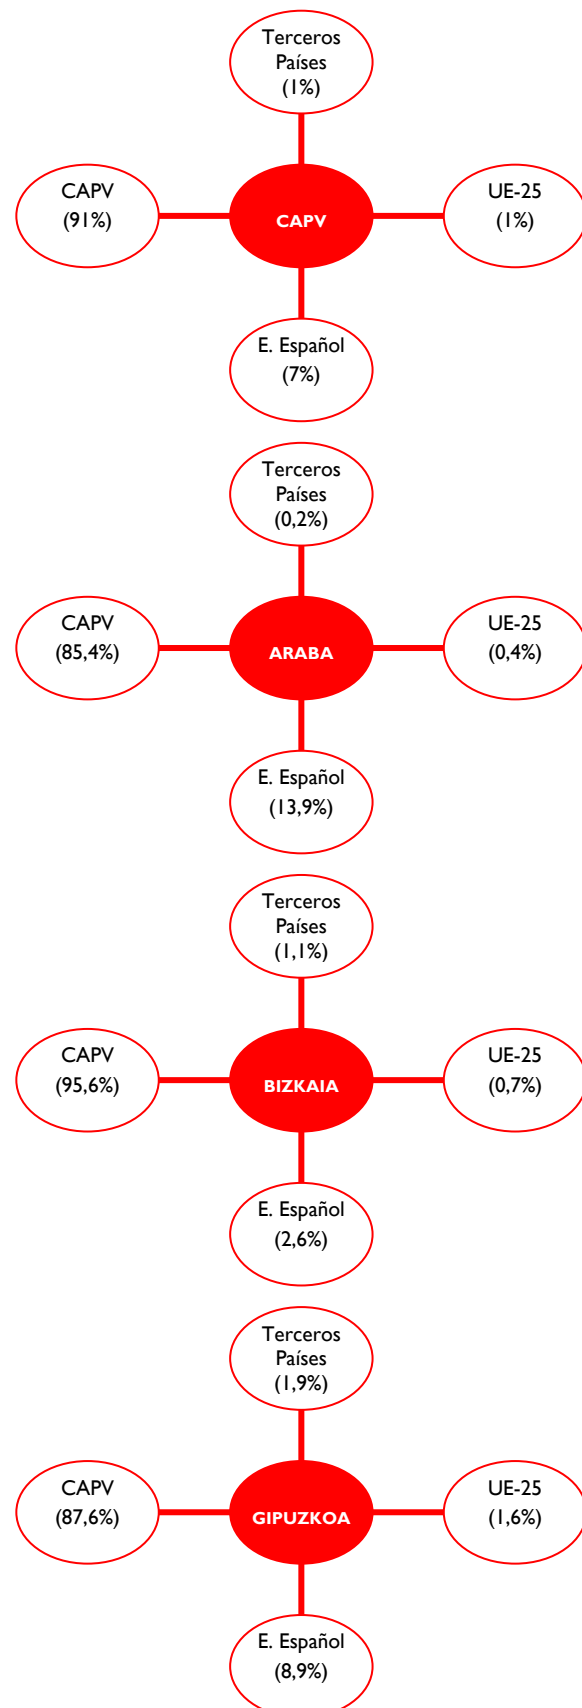 Terceros
Países
(1%)
CAPV
(91%)
CAPV
UE-25
(1%)
E. Español
(7%)
Terceros
Países
(0,2%)
CAPV
(85,4%)
ARABA
UE-25
(0,4%)
E. Español
(13,9%)
Terceros
Países
(1,1%)
CAPV
(95,6%)
BIZKAIA
UE-25
(0,7%)
E. Español
(2,6%)
Terceros
Países
(1,9%)
CAPV
(87,6%)
GIPUZKOA
UE-25
(1,6%)
E. Español
(8,9%)